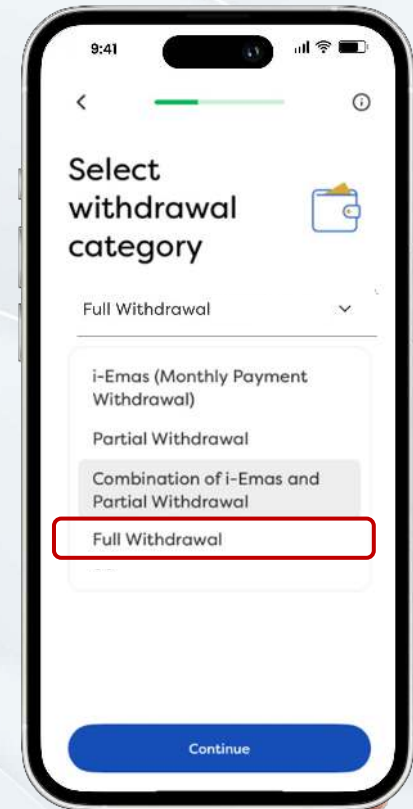 9:41
Select
withdrawal
category
Full Withdrawal
i-Emas (Monthly Payment
Withdrawal)
Partial Withdrawal
Combination of i-Emas and
Partial Withdrawal
Full Withdrawal
Continue